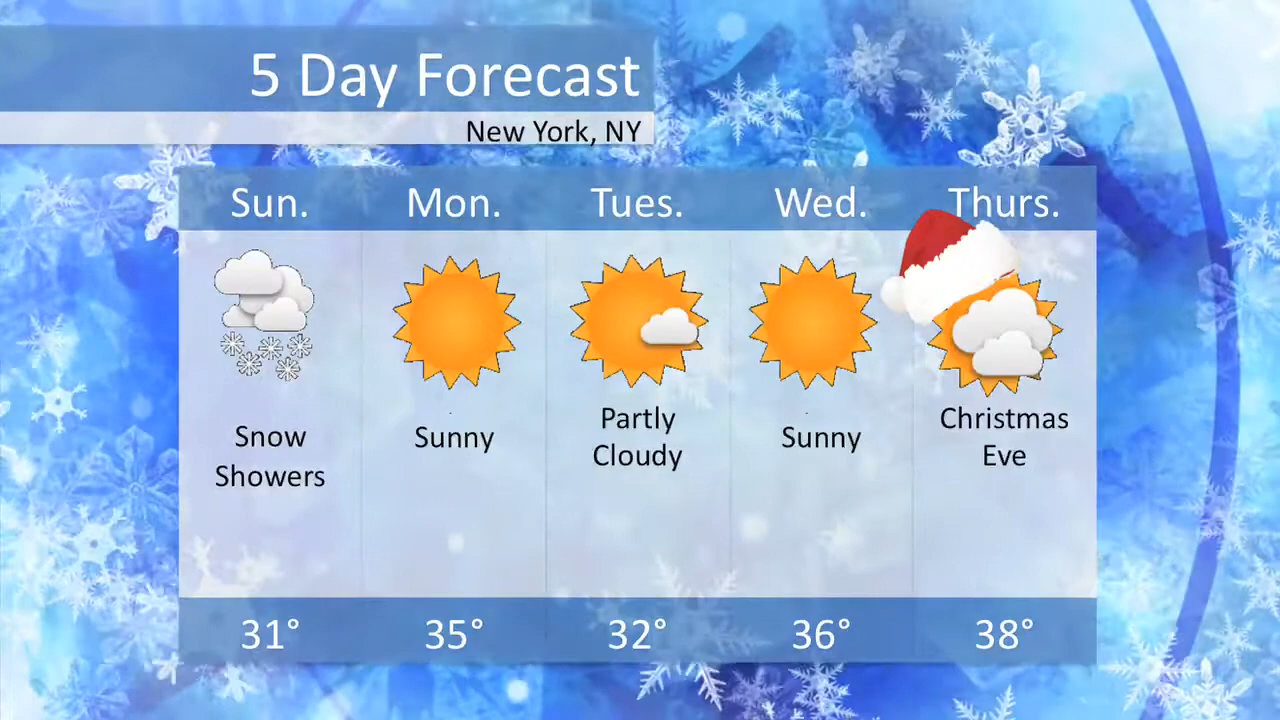 5 Day Forecast
New York, NY
Sun. Mon. Tues. Wed. Thurs.
Snow
Showers
Sunny
Partly
Cloudy
Sunny
Christmas
Eve
31° 35° 32° 36° 38°